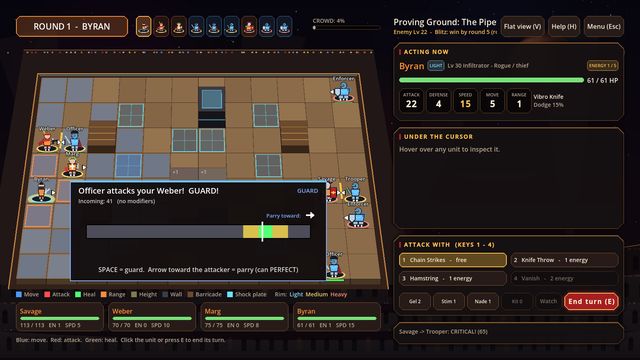 ROUND 1 - BYRAN
CROWD: 4%
Proving Ground: The Pipe
Enemy Lv 22 - Blitz: win by round 5 (r
Flat view (V)
Help (H)
Menu (Esc)
ACTING NOW
Byran LIGHT Lv 30 Infiltrator - Rogue / thief ENERGY 1 / 5
61 / 61 HP
ATTACK 22
DEFENSE 4
SPEED 15
MOVE 5
RANGE 1
Vibro Knife
Dodge 15%
UNDER THE CURSOR
Hover over any unit to inspect it.
Enforcer
Weber
Officer
Marg
Byran
+1 +1
Savage
Trooper
Enforcer
Officer
Officer attacks your Weber! GUARD!
GUARD
Incoming: 41 (no modifiers)
Parry toward:
SPACE = guard. Arrow toward the attacker = parry (can PERFECT)
ATTACK WITH (KEYS 1 - 4)
1 Chain Strikes - free
2 Knife Throw - 1 energy
3 Hamstring - 1 energy
4 Vanish - 2 energy
Gel 2
Stim 1
Nade 1
Kit 0
Watch
End turn (E)
Move Attack Heal Range Height Wall Barricade Shock plate Rim: Light Medium Heavy
Savage
113 / 113 EN 1 SPD 5
Weber
70 / 70 EN 0 SPD 10
Marg
75 / 75 EN 0 SPD 8
Byran
61 / 61 EN 1 SPD 15
Savage -> Trooper: CRITICAL! (65)
Blue: move. Red: attack. Green: heal. Click the unit or press E to end its turn.